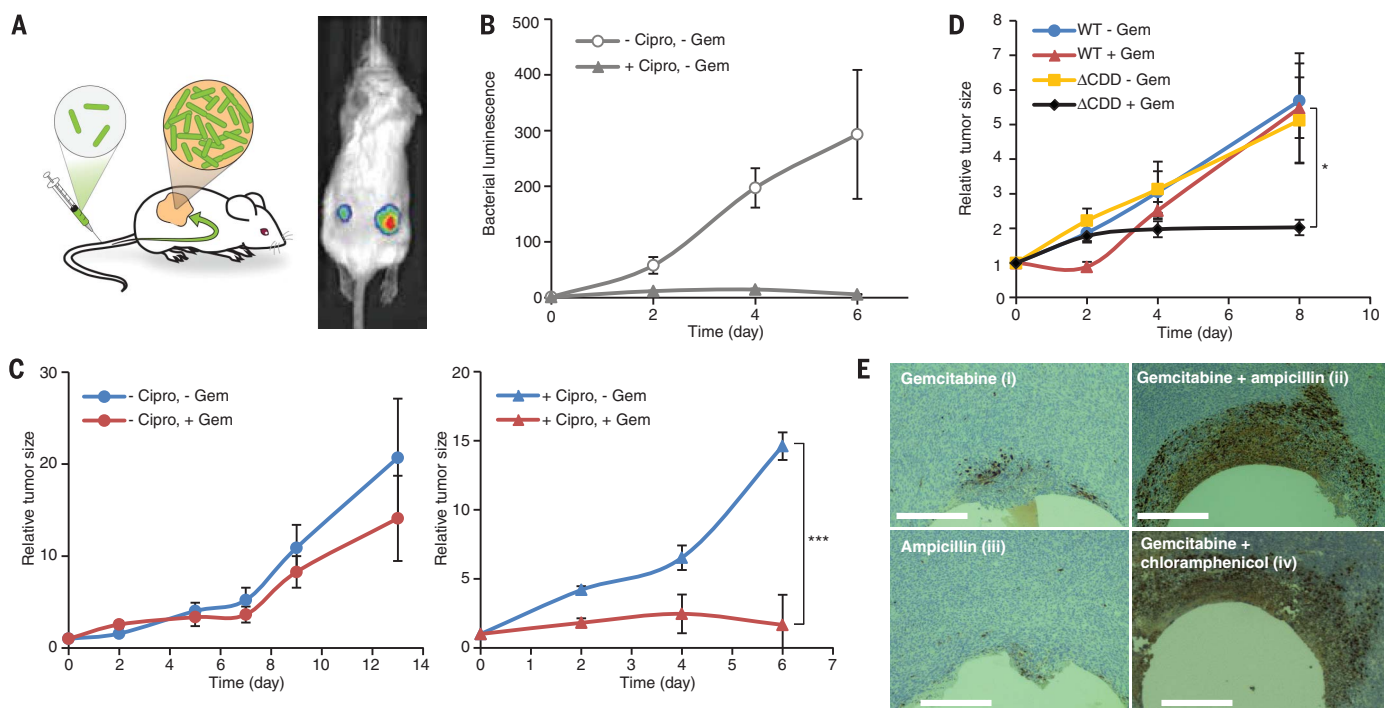 A
B
500
400
300
200
100
0
Bacterial luminescence
- Cipro, - Gem
+ Cipro, - Gem
0
2
4
6
Time (day)
D
8
7
6
5
4
3
2
1
0
Relative tumor size
WT - Gem
WT + Gem
ΔCDD - Gem
ΔCDD + Gem
*
0
2
4
6
8
10
Time (day)
C
30
20
10
0
Relative tumor size
- Cipro, - Gem
- Cipro, + Gem
0
2
4
6
8
10
12
14
Time (day)
20
15
10
5
0
Relative tumor size
+ Cipro, - Gem
+ Cipro, + Gem
***
0
1
2
3
4
5
6
7
Time (day)
E
Gemcitabine (i)
Gemcitabine + ampicillin (ii)
Ampicillin (iii)
Gemcitabine +
chloramphenicol (iv)